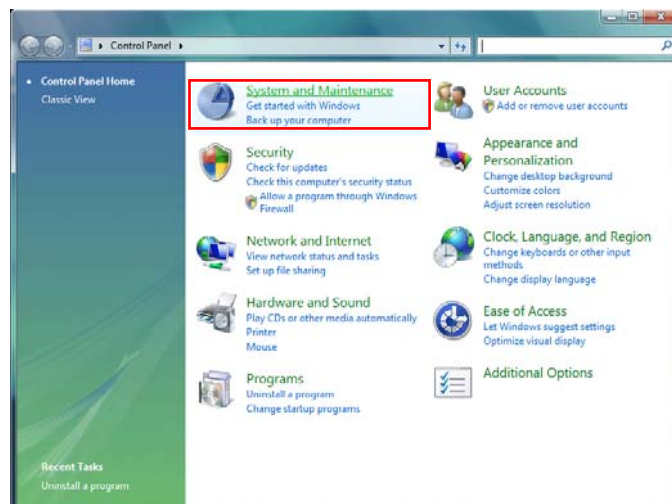 Control Panel
Control Panel Home
Classic View
System and Maintenance
Get started with Windows
Back up your computer
Security
Check for updates
Check this computer's security status
Allow a program through Windows
Firewall
Network and Internet
View network status and tasks
Set up file sharing
Hardware and Sound
Play CDs or other media automatically
Printer
Mouse
Programs
Uninstall a program
Change startup programs
User Accounts
Add or remove user accounts
Appearance and
Personalization
Change desktop background
Customize colors
Adjust screen resolution
Clock, Language, and Region
Change keyboards or other input
methods
Change display language
Ease of Access
Let Windows suggest settings
Optimize visual display
Additional Options
Recent Tasks
Uninstall a program